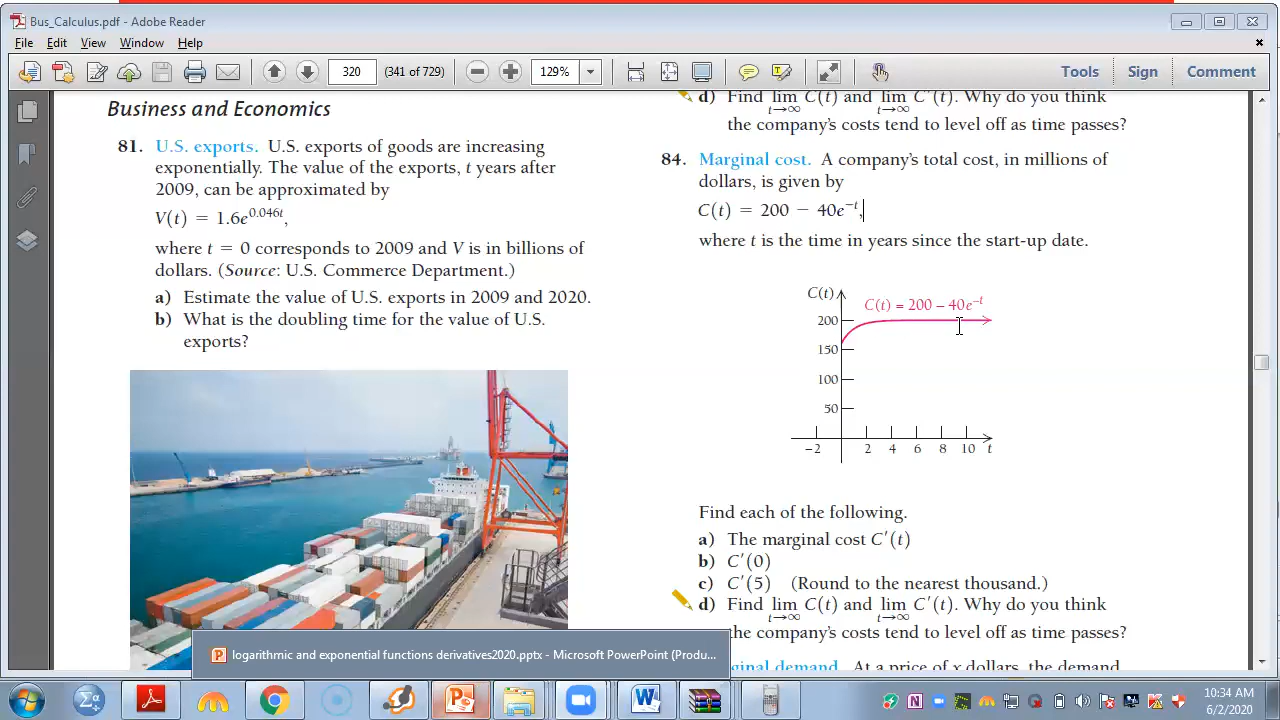 Bus_Calculus.pdf - Adobe Reader
File Edit View Window Help
320 (341 of 729) 129% Tools Sign Comment
Business and Economics
81. U.S. exports. U.S. exports of goods are increasing
exponentially. The value of the exports, t years after
2009, can be approximated by
V(t) = 1.6e^{0.046t},
where t = 0 corresponds to 2009 and V is in billions of
dollars. (Source: U.S. Commerce Department.)
a) Estimate the value of U.S. exports in 2009 and 2020.
b) What is the doubling time for the value of U.S.
exports?
d) Find lim C(t) and lim C′(t). Why do you think
t→∞ t→∞
the company's costs tend to level off as time passes?
84. Marginal cost. A company's total cost, in millions of
dollars, is given by
C(t) = 200 − 40e^{−t},
where t is the time in years since the start-up date.
C(t)
C(t) = 200 − 40e^{−t}
200
150
100
50
−2 2 4 6 8 10 t
Find each of the following.
a) The marginal cost C′(t)
b) C′(0)
c) C′(5) (Round to the nearest thousand.)
d) Find lim C(t) and lim C′(t). Why do you think
t→∞ t→∞
the company's costs tend to level off as time passes?
ginal demand. At a price of x dollars, the demand
logarithmic and exponential functions derivatives2020.pptx - Microsoft PowerPoint (Produ...
10:34 AM
6/2/2020